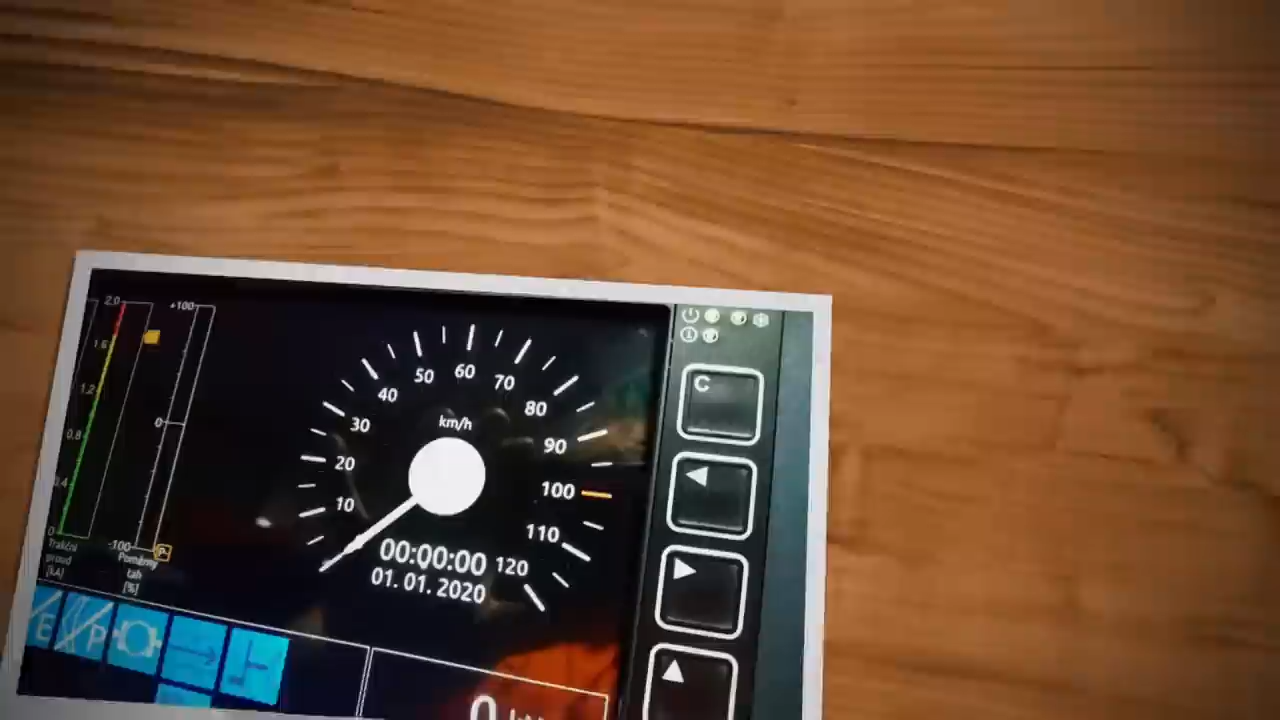 2.0
+100
1.6
1.2
0.8
0
0
-100
Trakční
proud
[kA]
Poměrný
tah
[%]
P
km/h
10
20
30
40
50
60
70
80
90
100
110
120
00:00:00
01. 01. 2020
C
E
P
0